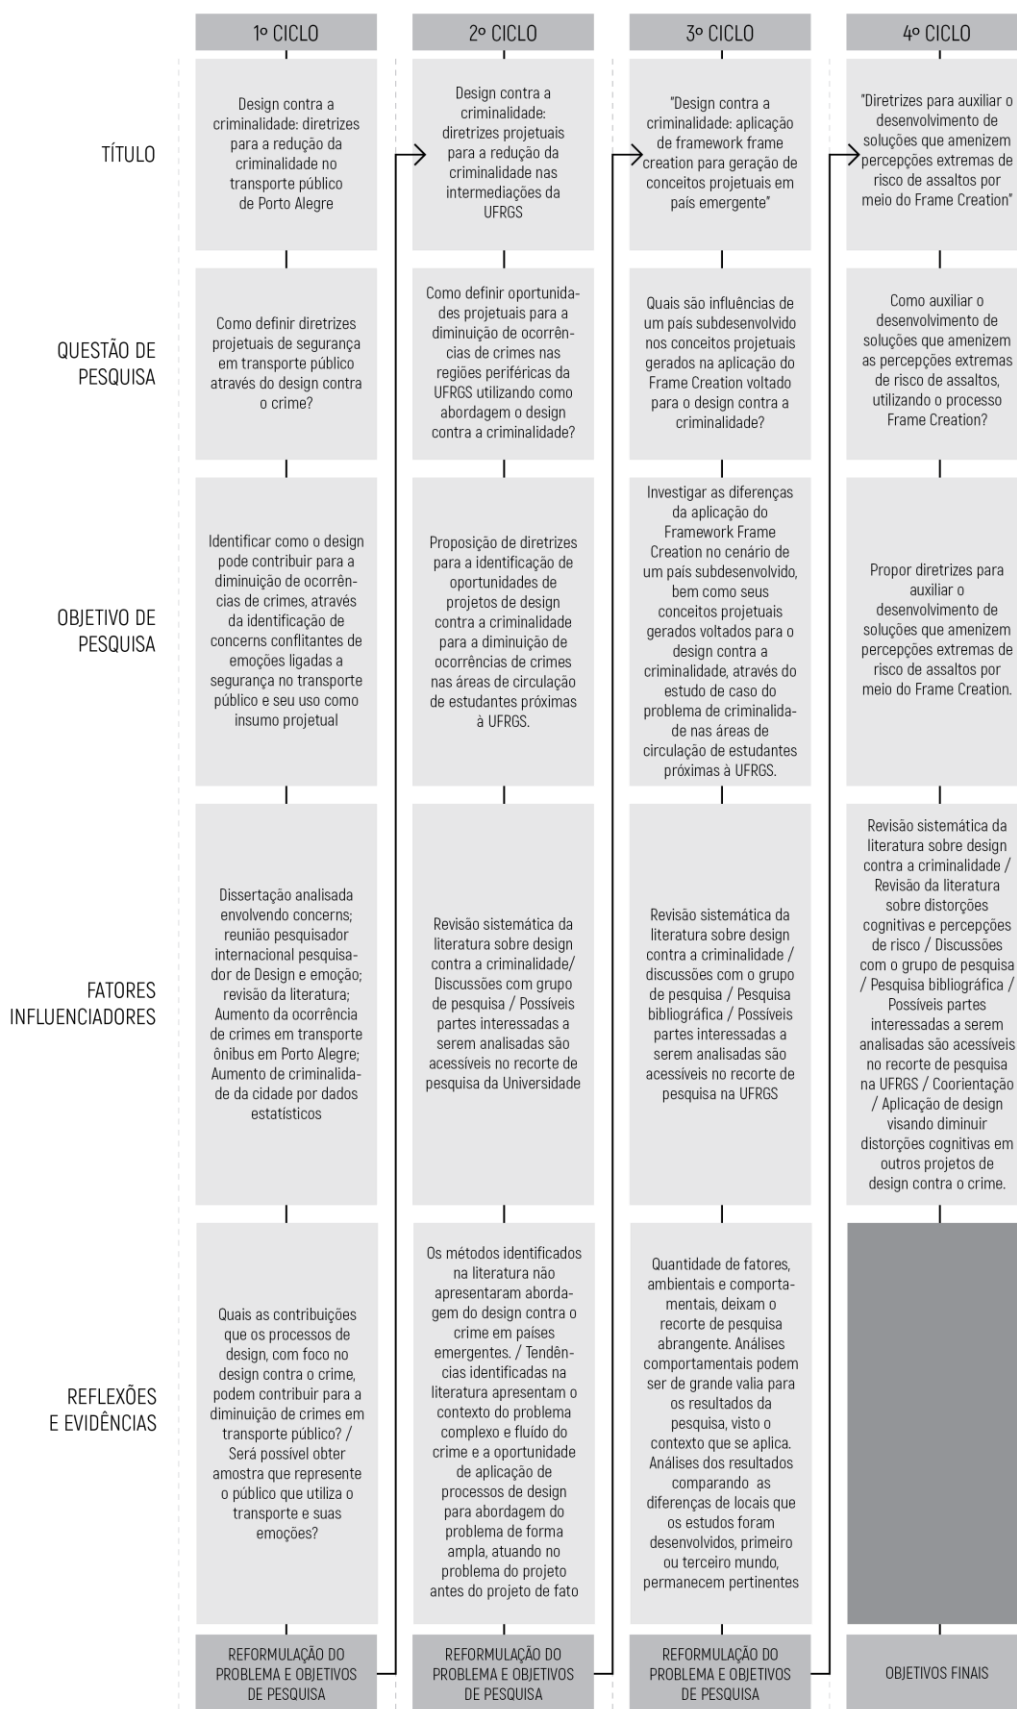 1º CICLO
2º CICLO
3º CICLO
4º CICLO
TÍTULO
Design contra a
criminalidade: diretrizes
para a redução da
criminalidade no
transporte público
de Porto Alegre
Design contra a
criminalidade:
diretrizes projetuais
para a redução da
criminalidade nas
intermediações da
UFRGS
"Design contra a
criminalidade: aplicação
de framework frame
creation para geração de
conceitos projetuais em
país emergente"
"Diretrizes para auxiliar o
desenvolvimento de
soluções que amenizem
percepções extremas de
risco de assaltos por
meio do Frame Creation"
QUESTÃO DE
PESQUISA
Como definir diretrizes
projetuais de segurança
em transporte público
através do design contra
o crime?
Como definir oportunida-
des projetuais para a
diminuição de ocorrên-
cias de crimes nas
regiões periféricas da
UFRGS utilizando como
abordagem o design
contra a criminalidade?
Quais são influências de
um país subdesenvolvido
nos conceitos projetuais
gerados na aplicação do
Frame Creation voltado
para o design contra a
criminalidade?
Como auxiliar o
desenvolvimento de
soluções que amenizem
as percepções extremas
de risco de assaltos,
utilizando o processo
Frame Creation?
OBJETIVO DE
PESQUISA
Identificar como o design
pode contribuir para a
diminuição de ocorrên-
cias de crimes, através
da identificação de
concerns conflitantes de
emoções ligadas a
segurança no transporte
público e seu uso como
insumo projetual
Proposição de diretrizes
para a identificação de
oportunidades de
projetos de design
contra a criminalidade
para a diminuição de
ocorrências de crimes
nas áreas de circulação
de estudantes próximas
à UFRGS.
Investigar as diferenças
da aplicação do
Framework Frame
Creation no cenário de
um país subdesenvolvido,
bem como seus
conceitos projetuais
gerados voltados para o
design contra a
criminalidade, através do
estudo de caso do
problema de criminalida-
de nas áreas de
circulação de estudantes
próximas à UFRGS.
Propor diretrizes para
auxiliar o
desenvolvimento de
soluções que amenizem
percepções extremas de
risco de assaltos por
meio do Frame Creation.
FATORES
INFLUENCIADORES
Dissertação analisada
envolvendo concerns;
reunião pesquisador
internacional pesquisa-
dor de Design e emoção;
revisão da literatura;
Aumento da ocorrência
de crimes em transporte
ônibus em Porto Alegre;
Aumento de criminalida-
de da cidade por dados
estatísticos
Revisão sistemática da
literatura sobre design
contra a criminalidade/
Discussões com grupo
de pesquisa / Possíveis
partes interessadas a
serem analisadas são
acessíveis no recorte de
pesquisa da Universidade
Revisão sistemática da
literatura sobre design
contra a criminalidade /
discussões com o grupo
de pesquisa / Pesquisa
bibliográfica / Possíveis
partes interessadas a
serem analisadas são
acessíveis no recorte de
pesquisa na UFRGS
Revisão sistemática da
literatura sobre design
contra a criminalidade /
Revisão da literatura
sobre distorções
cognitivas e percepções
de risco / Discussões
com o grupo de pesquisa
/ Pesquisa bibliográfica /
Possíveis partes
interessadas a serem
analisadas são acessíveis
no recorte de pesquisa
na UFRGS / Coorientação
/ Aplicação de design
visando diminuir
distorções cognitivas em
outros projetos de
design contra o crime.
REFLEXÕES
E EVIDÊNCIAS
Quais as contribuições
que os processos de
design, com foco no
design contra o crime,
podem contribuir para a
diminuição de crimes em
transporte público? /
Será possível obter
amostra que represente
o público que utiliza o
transporte e suas
emoções?
Os métodos identificados
na literatura não
apresentaram aborda-
gem do design contra o
crime em países
emergentes. / Tendên-
cias identificadas na
literatura apresentam o
contexto do problema
complexo e fluído do
crime e a oportunidade
de aplicação de
processos de design
para abordagem do
problema de forma
ampla, atuando no
problema do projeto
antes do projeto de fato
Quantidade de fatores,
ambientais e comporta-
mentais, deixam o
recorte de pesquisa
abrangente. Análises
comportamentais podem
ser de grande valia para
os resultados da
pesquisa, visto o
contexto que se aplica.
Análises dos resultados
comparando as
diferenças de locais que
os estudos foram
desenvolvidos, primeiro
ou terceiro mundo,
permanecem pertinentes
REFORMULAÇÃO DO
PROBLEMA E OBJETIVOS
DE PESQUISA
REFORMULAÇÃO DO
PROBLEMA E OBJETIVOS
DE PESQUISA
REFORMULAÇÃO DO
PROBLEMA E OBJETIVOS
DE PESQUISA
OBJETIVOS FINAIS